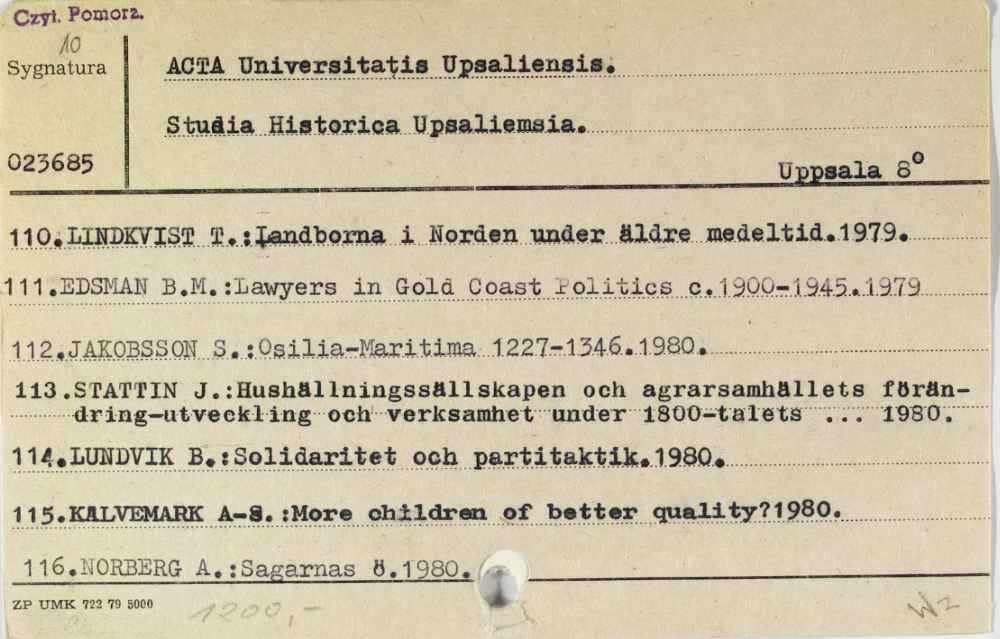 Czyt. Pomorz.
10
Sygnatura
ACTA Universitatis Upsaliensis.
Studia Historica Upsaliemsia.
023685
Uppsala 8⁰
110.LINDKVIST T.:Landborna i Norden under äldre medeltid.1979.
111.EDSMAN B.M.:Lawyers in Gold Coast Politics c.1900-1945.1979
112.JAKOBSSON S.:Osilia-Maritima 1227-1346.1980.
113.STATTIN J.:Hushållningssällskapen och agrarsamhällets förän-
dring-utveckling och verksamhet under 1800-talets ... 1980.
114.LUNDVIK B.:Solidaritet och partitaktik.1980.
115.KALVEMARK A-S.:More children of better quality?1980.
116.NORBERG A.:Sagarnas ö.1980.
ZP UMK 722 79 5000
1200,-
Wz